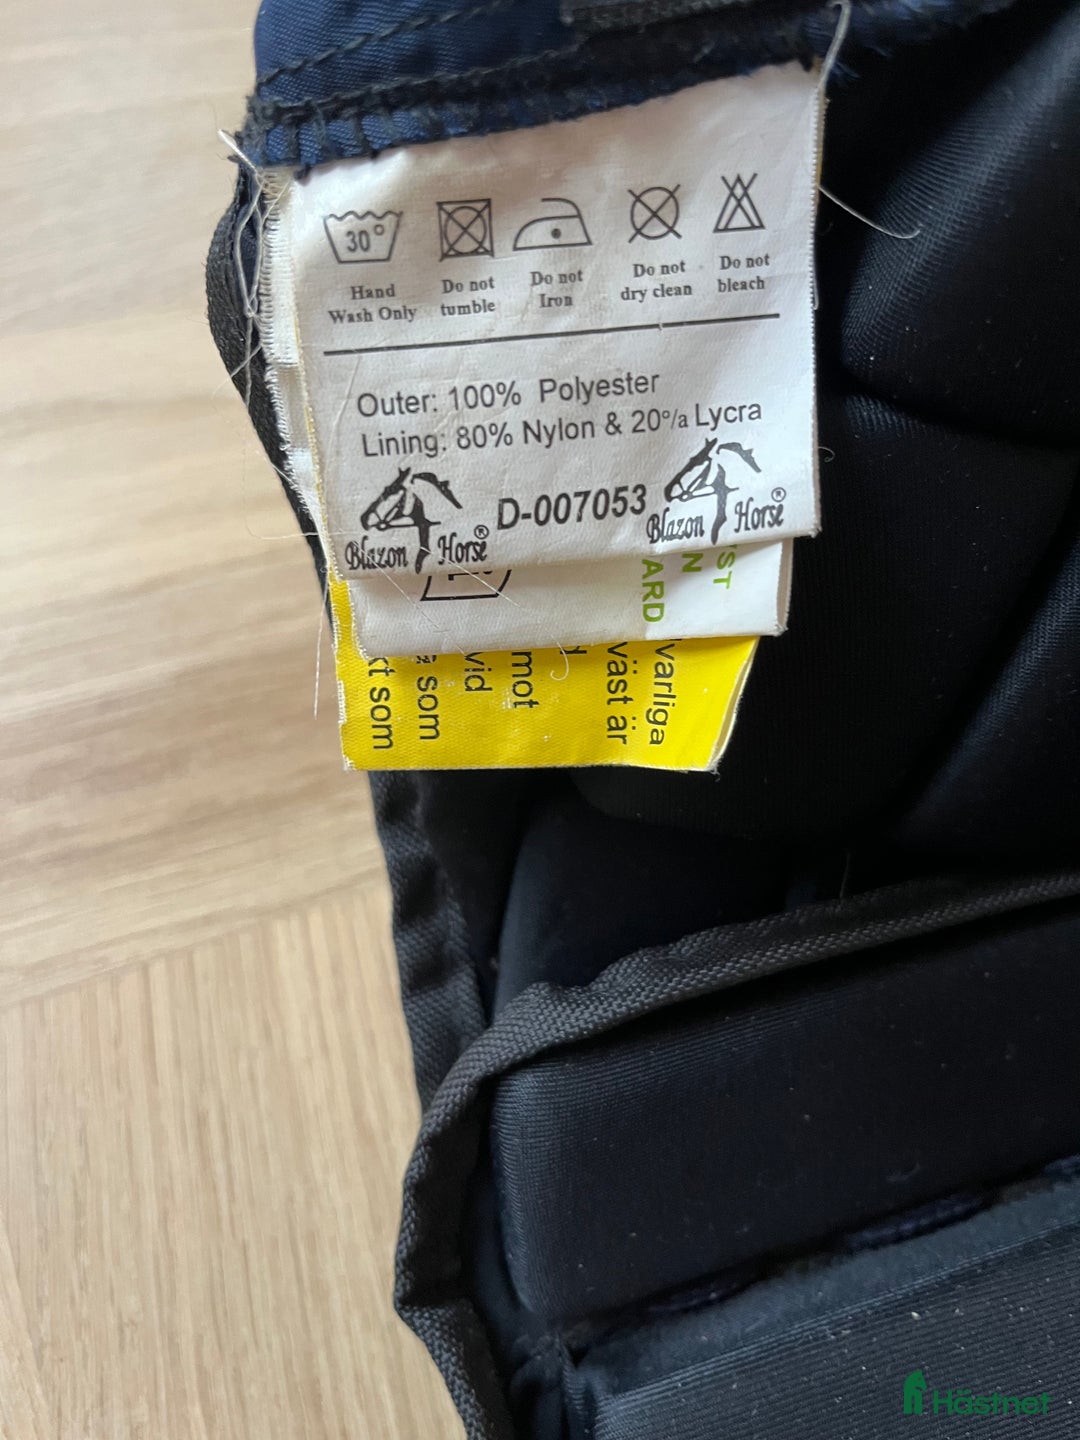 30°
Hand
Wash Only
Do not
tumble
Do not
Iron
Do not
dry clean
Do not
bleach
Outer: 100% Polyester
Lining: 80% Nylon & 20% Lycra
Blazon Horse®
D-007053
Blazon Horse®
ARD
N
ST
kt som
som
vid
mot
väst är
varliga
Hästnet